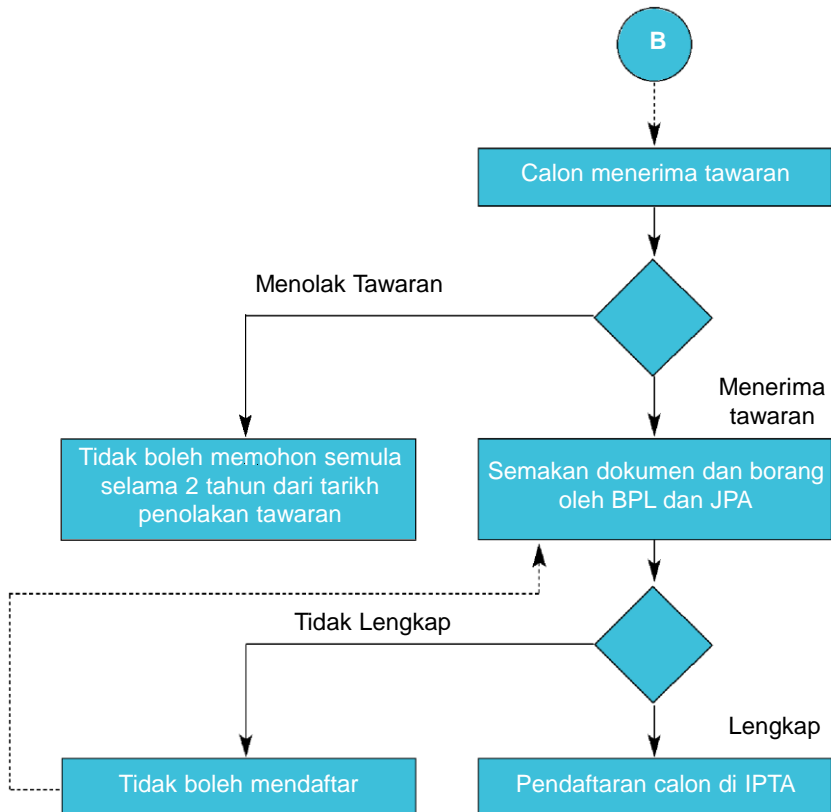 B
Calon menerima tawaran
Menolak Tawaran
Menerima
tawaran
Tidak boleh memohon semula
selama 2 tahun dari tarikh
penolakan tawaran
Semakan dokumen dan borang
oleh BPL dan JPA
Tidak Lengkap
Lengkap
Tidak boleh mendaftar
Pendaftaran calon di IPTA